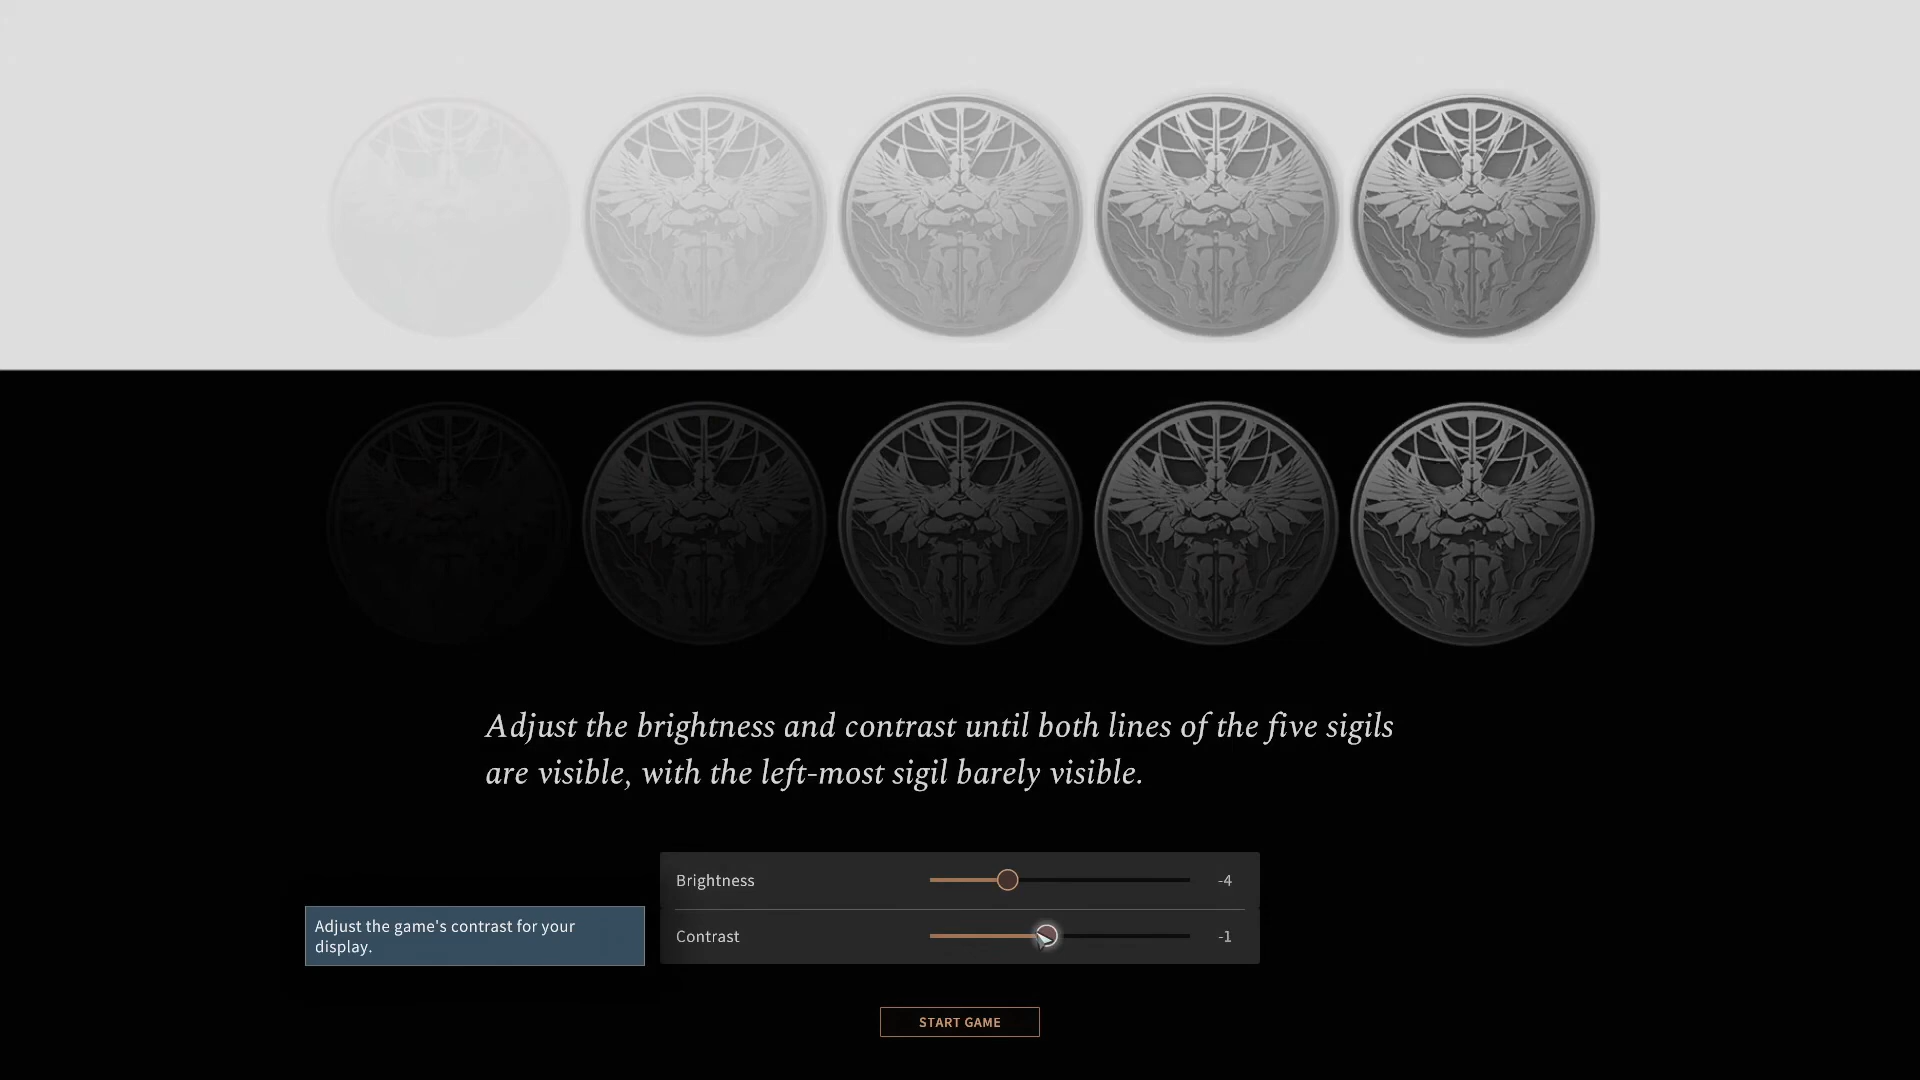 Adjust the brightness and contrast until both lines of the five sigils
are visible, with the left-most sigil barely visible.
Brightness -4
Adjust the game's contrast for your
display.
Contrast -1
START GAME